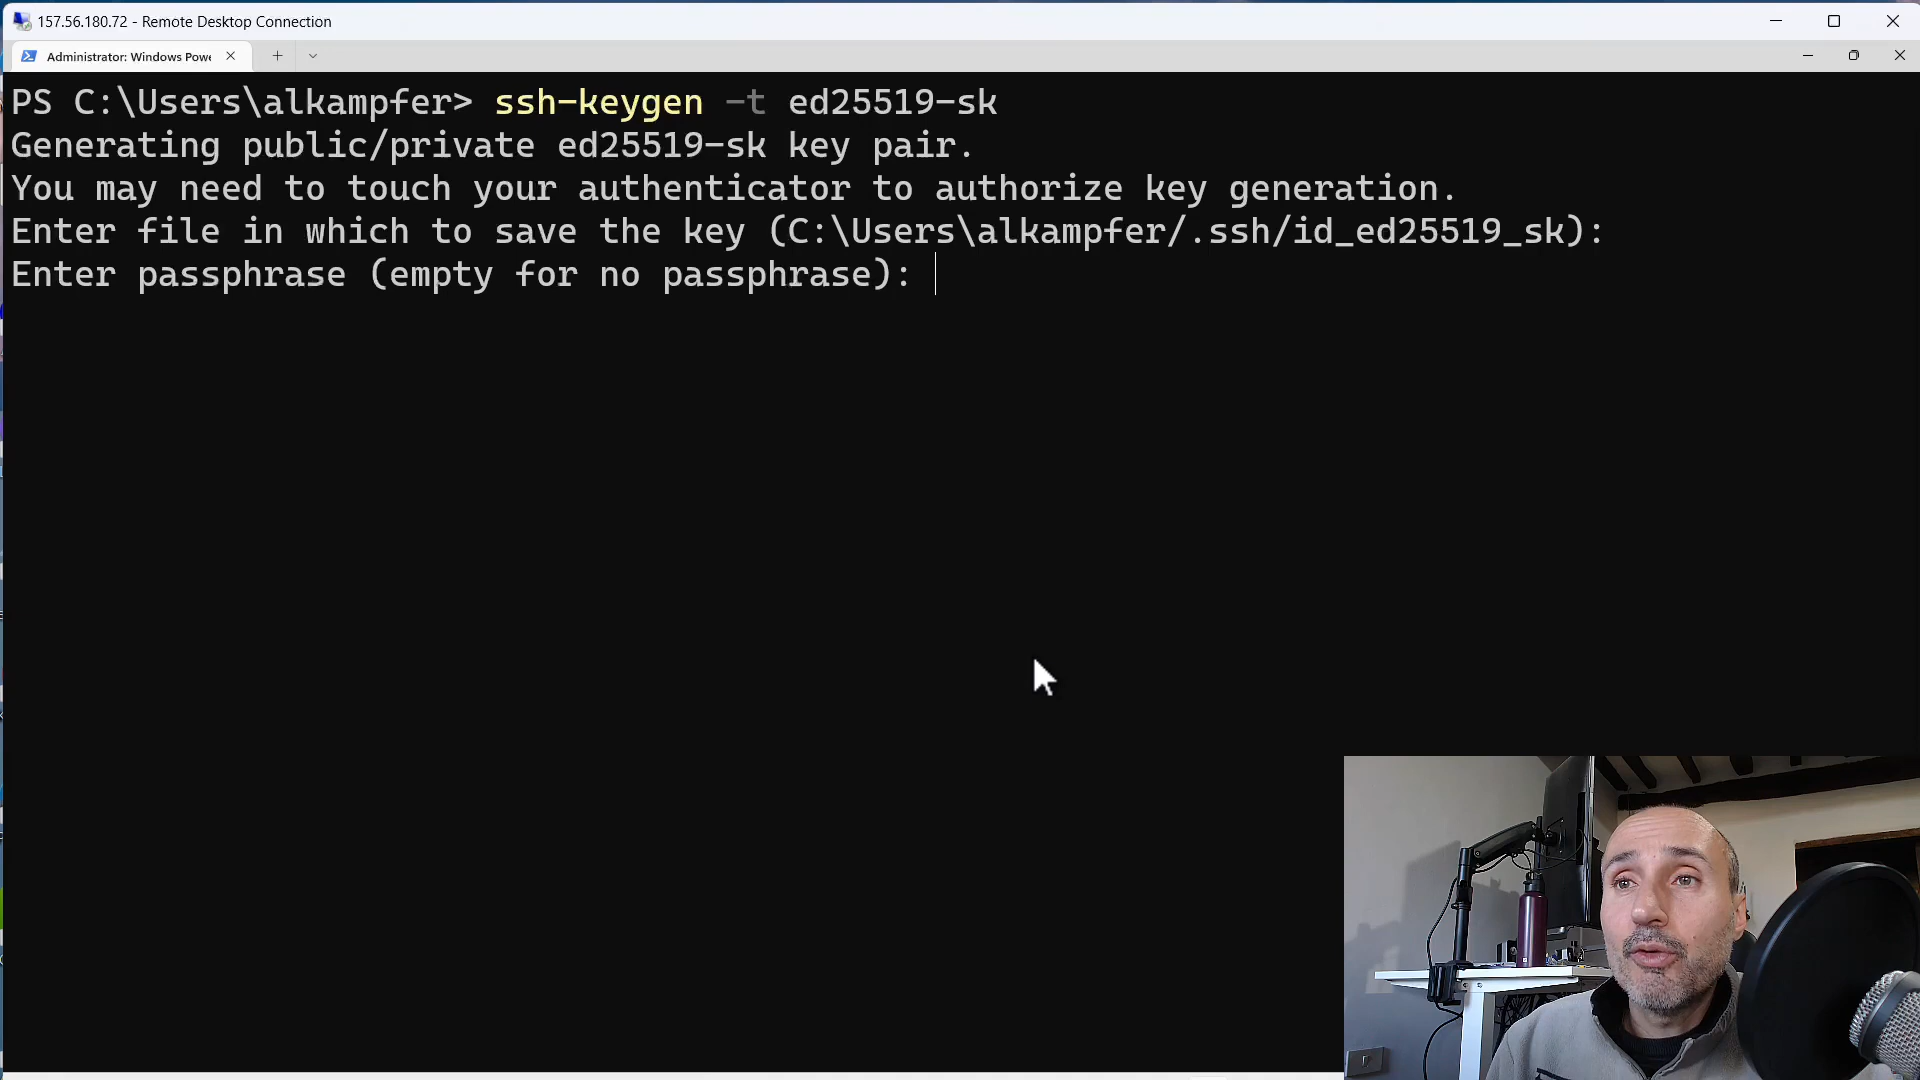 157.56.180.72 - Remote Desktop Connection
Administrator: Windows Powe
PS C:\Users\alkampfer> ssh-keygen -t ed25519-sk
Generating public/private ed25519-sk key pair.
You may need to touch your authenticator to authorize key generation.
Enter file in which to save the key (C:\Users\alkampfer/.ssh/id_ed25519_sk):
Enter passphrase (empty for no passphrase):